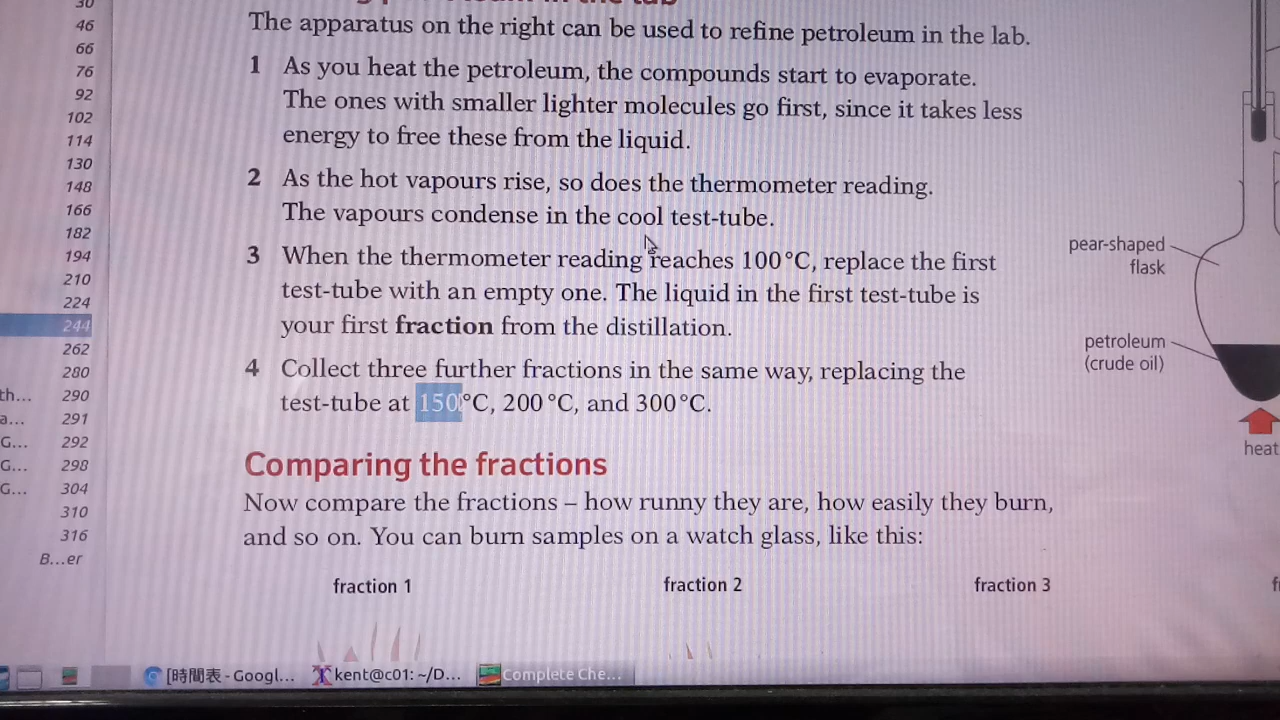 46
66
76
92
102
114
130
148
166
182
194
210
224
244
262
280
th... 290
a... 291
G... 292
G... 298
G... 304
310
316
B...er
The apparatus on the right can be used to refine petroleum in the lab.
1 As you heat the petroleum, the compounds start to evaporate.
The ones with smaller lighter molecules go first, since it takes less
energy to free these from the liquid.
2 As the hot vapours rise, so does the thermometer reading.
The vapours condense in the cool test-tube.
3 When the thermometer reading reaches 100°C, replace the first
test-tube with an empty one. The liquid in the first test-tube is
your first fraction from the distillation.
4 Collect three further fractions in the same way, replacing the
test-tube at 150°C, 200°C, and 300°C.
pear-shaped
flask
petroleum
(crude oil)
heat
Comparing the fractions
Now compare the fractions – how runny they are, how easily they burn,
and so on. You can burn samples on a watch glass, like this:
fraction 1 fraction 2 fraction 3
[時間表 - Googl... kent@c01: ~/D... Complete Che...